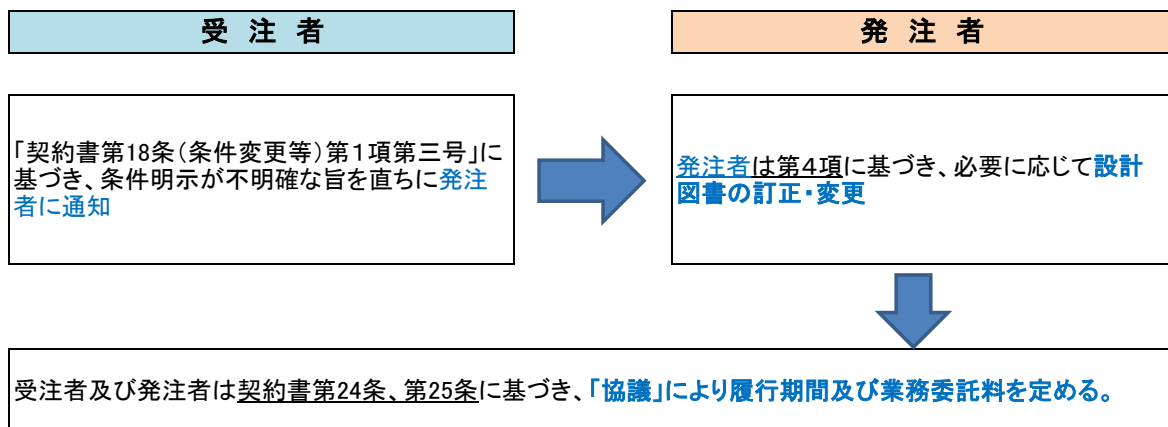 受 注 者
発 注 者
「契約書第18条(条件変更等)第1項第三号」に
基づき、条件明示が不明確な旨を直ちに発注
者に通知
発注者は第4項に基づき、必要に応じて設計
図書の訂正・変更
受注者及び発注者は契約書第24条、第25条に基づき、「協議」により履行期間及び業務委託料を定める。